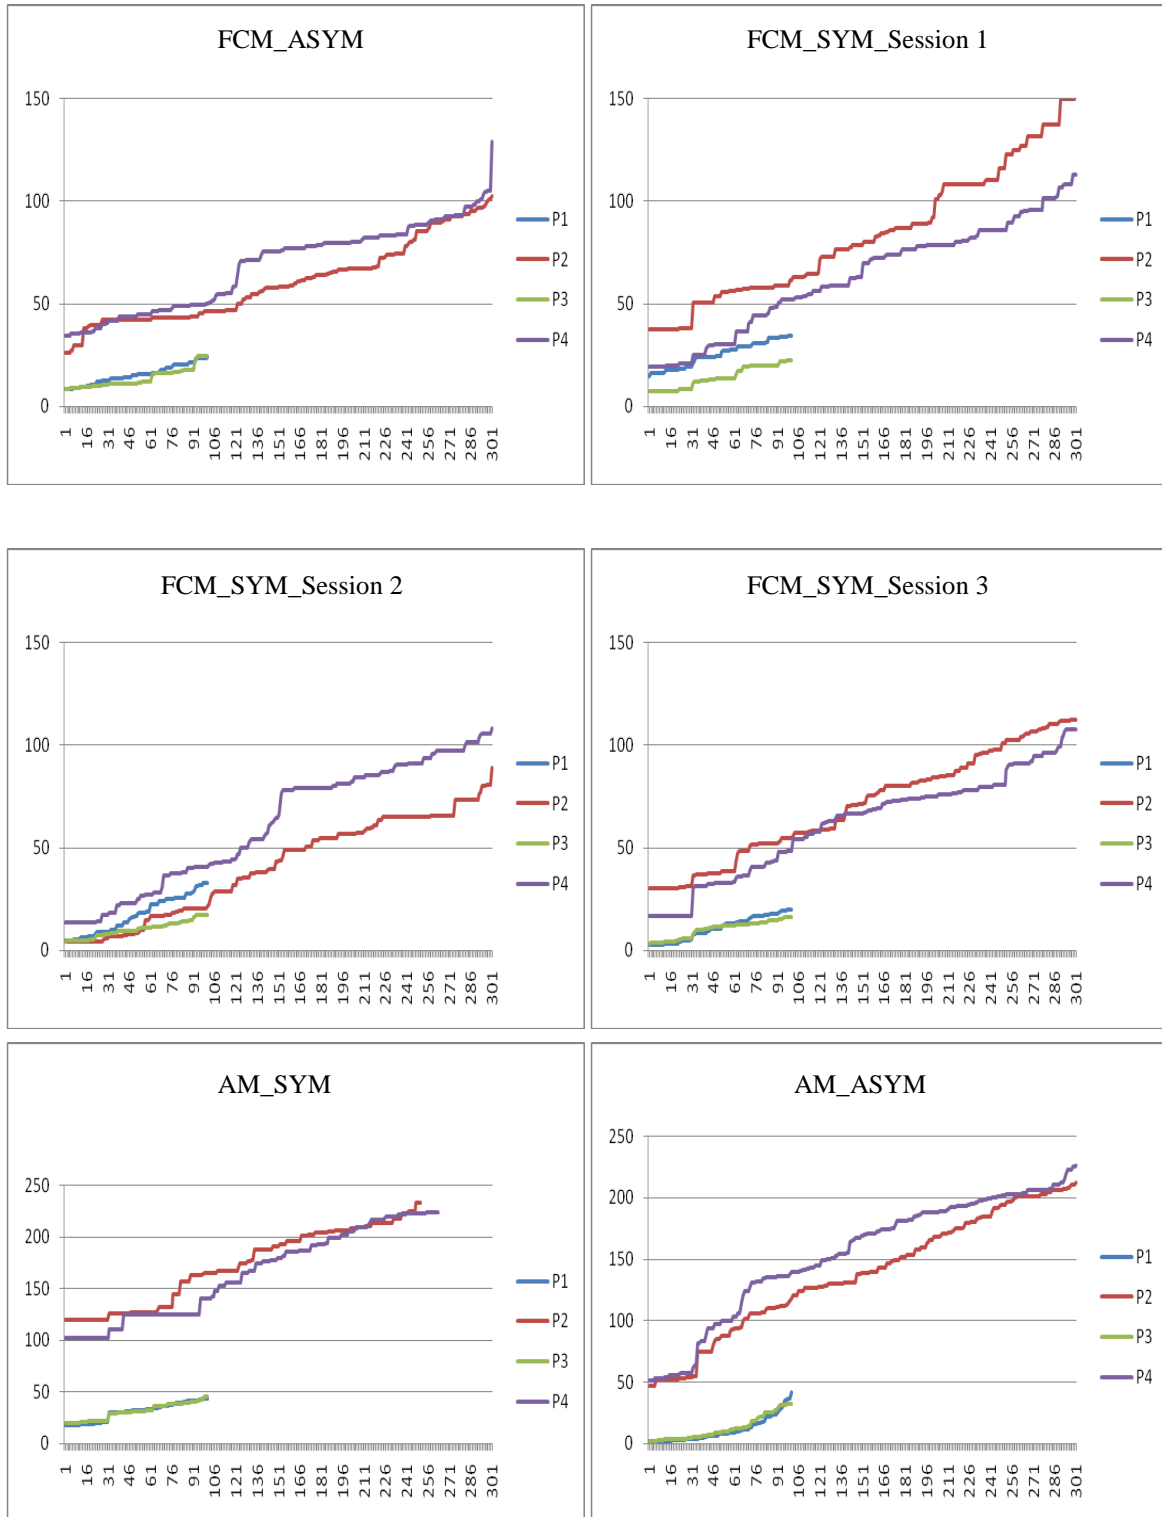 FCM_ASYM
150
100
50
0
1 16 31 46 61 76 91 106 121 136 151 166 181 196 211 226 241 256 271 286 301
P1
P2
P3
P4
FCM_SYM_Session 1
150
100
50
0
1 16 31 46 61 76 91 106 121 136 151 166 181 196 211 226 241 256 271 286 301
P1
P2
P3
P4
FCM_SYM_Session 2
150
100
50
0
1 16 31 46 61 76 91 106 121 136 151 166 181 196 211 226 241 256 271 286 301
P1
P2
P3
P4
FCM_SYM_Session 3
150
100
50
0
1 16 31 46 61 76 91 106 121 136 151 166 181 196 211 226 241 256 271 286 301
P1
P2
P3
P4
AM_SYM
250
200
150
100
50
0
1 16 31 46 61 76 91 106 121 136 151 166 181 196 211 226 241 256 271 286 301
P1
P2
P3
P4
AM_ASYM
250
200
150
100
50
0
1 16 31 46 61 76 91 106 121 136 151 166 181 196 211 226 241 256 271 286 301
P1
P2
P3
P4